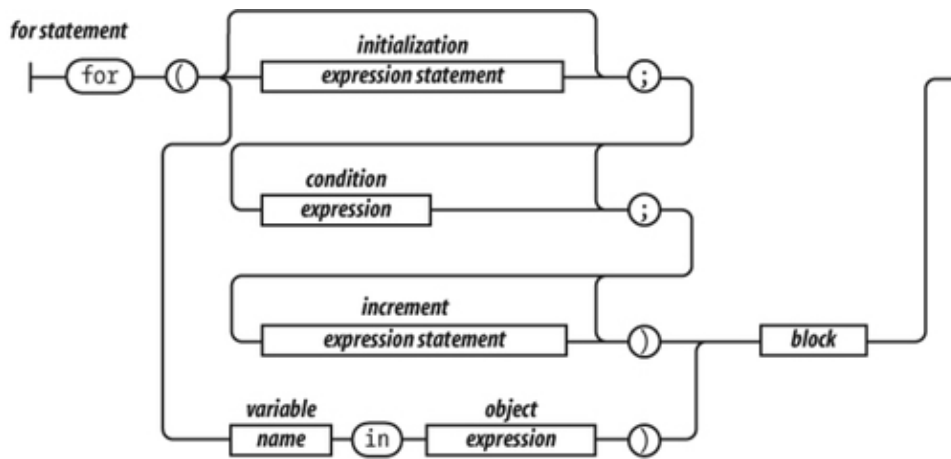 for statement
initialization
for ( expression statement ;
condition
expression ;
increment
expression statement ) block
variable object
name in expression )